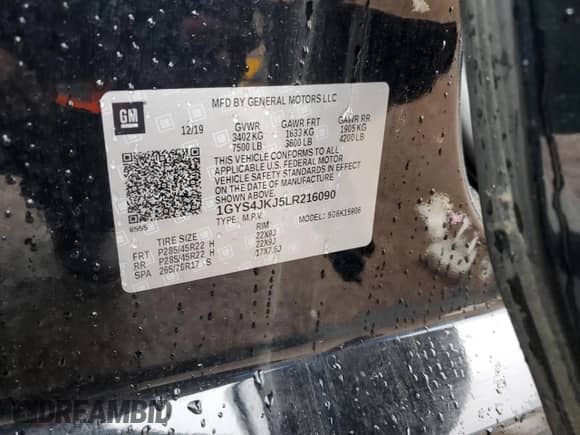 GM
MFD BY GENERAL MOTORS LLC
12/19 GVWR GAWR FRT GAWR RR
3402 KG 1633 KG 1905 KG
7500 LB 3600 LB 4200 LB
THIS VEHICLE CONFORMS TO ALL
APPLICABLE U.S. FEDERAL MOTOR
VEHICLE SAFETY STANDARDS IN EFFECT
ON THE DATE OF MANUFACTURE
SHOWN ABOVE.
1GYS4JKJ5LR216090
TYPE: M.P.V. MODEL: 5D6K15906
8555
TIRE SIZE RIM
FRT P285/45R22 H 22X9J
RR P285/45R22 H 22X9J
SPA 265/70R17 S 17X7.5J
DREAMBID